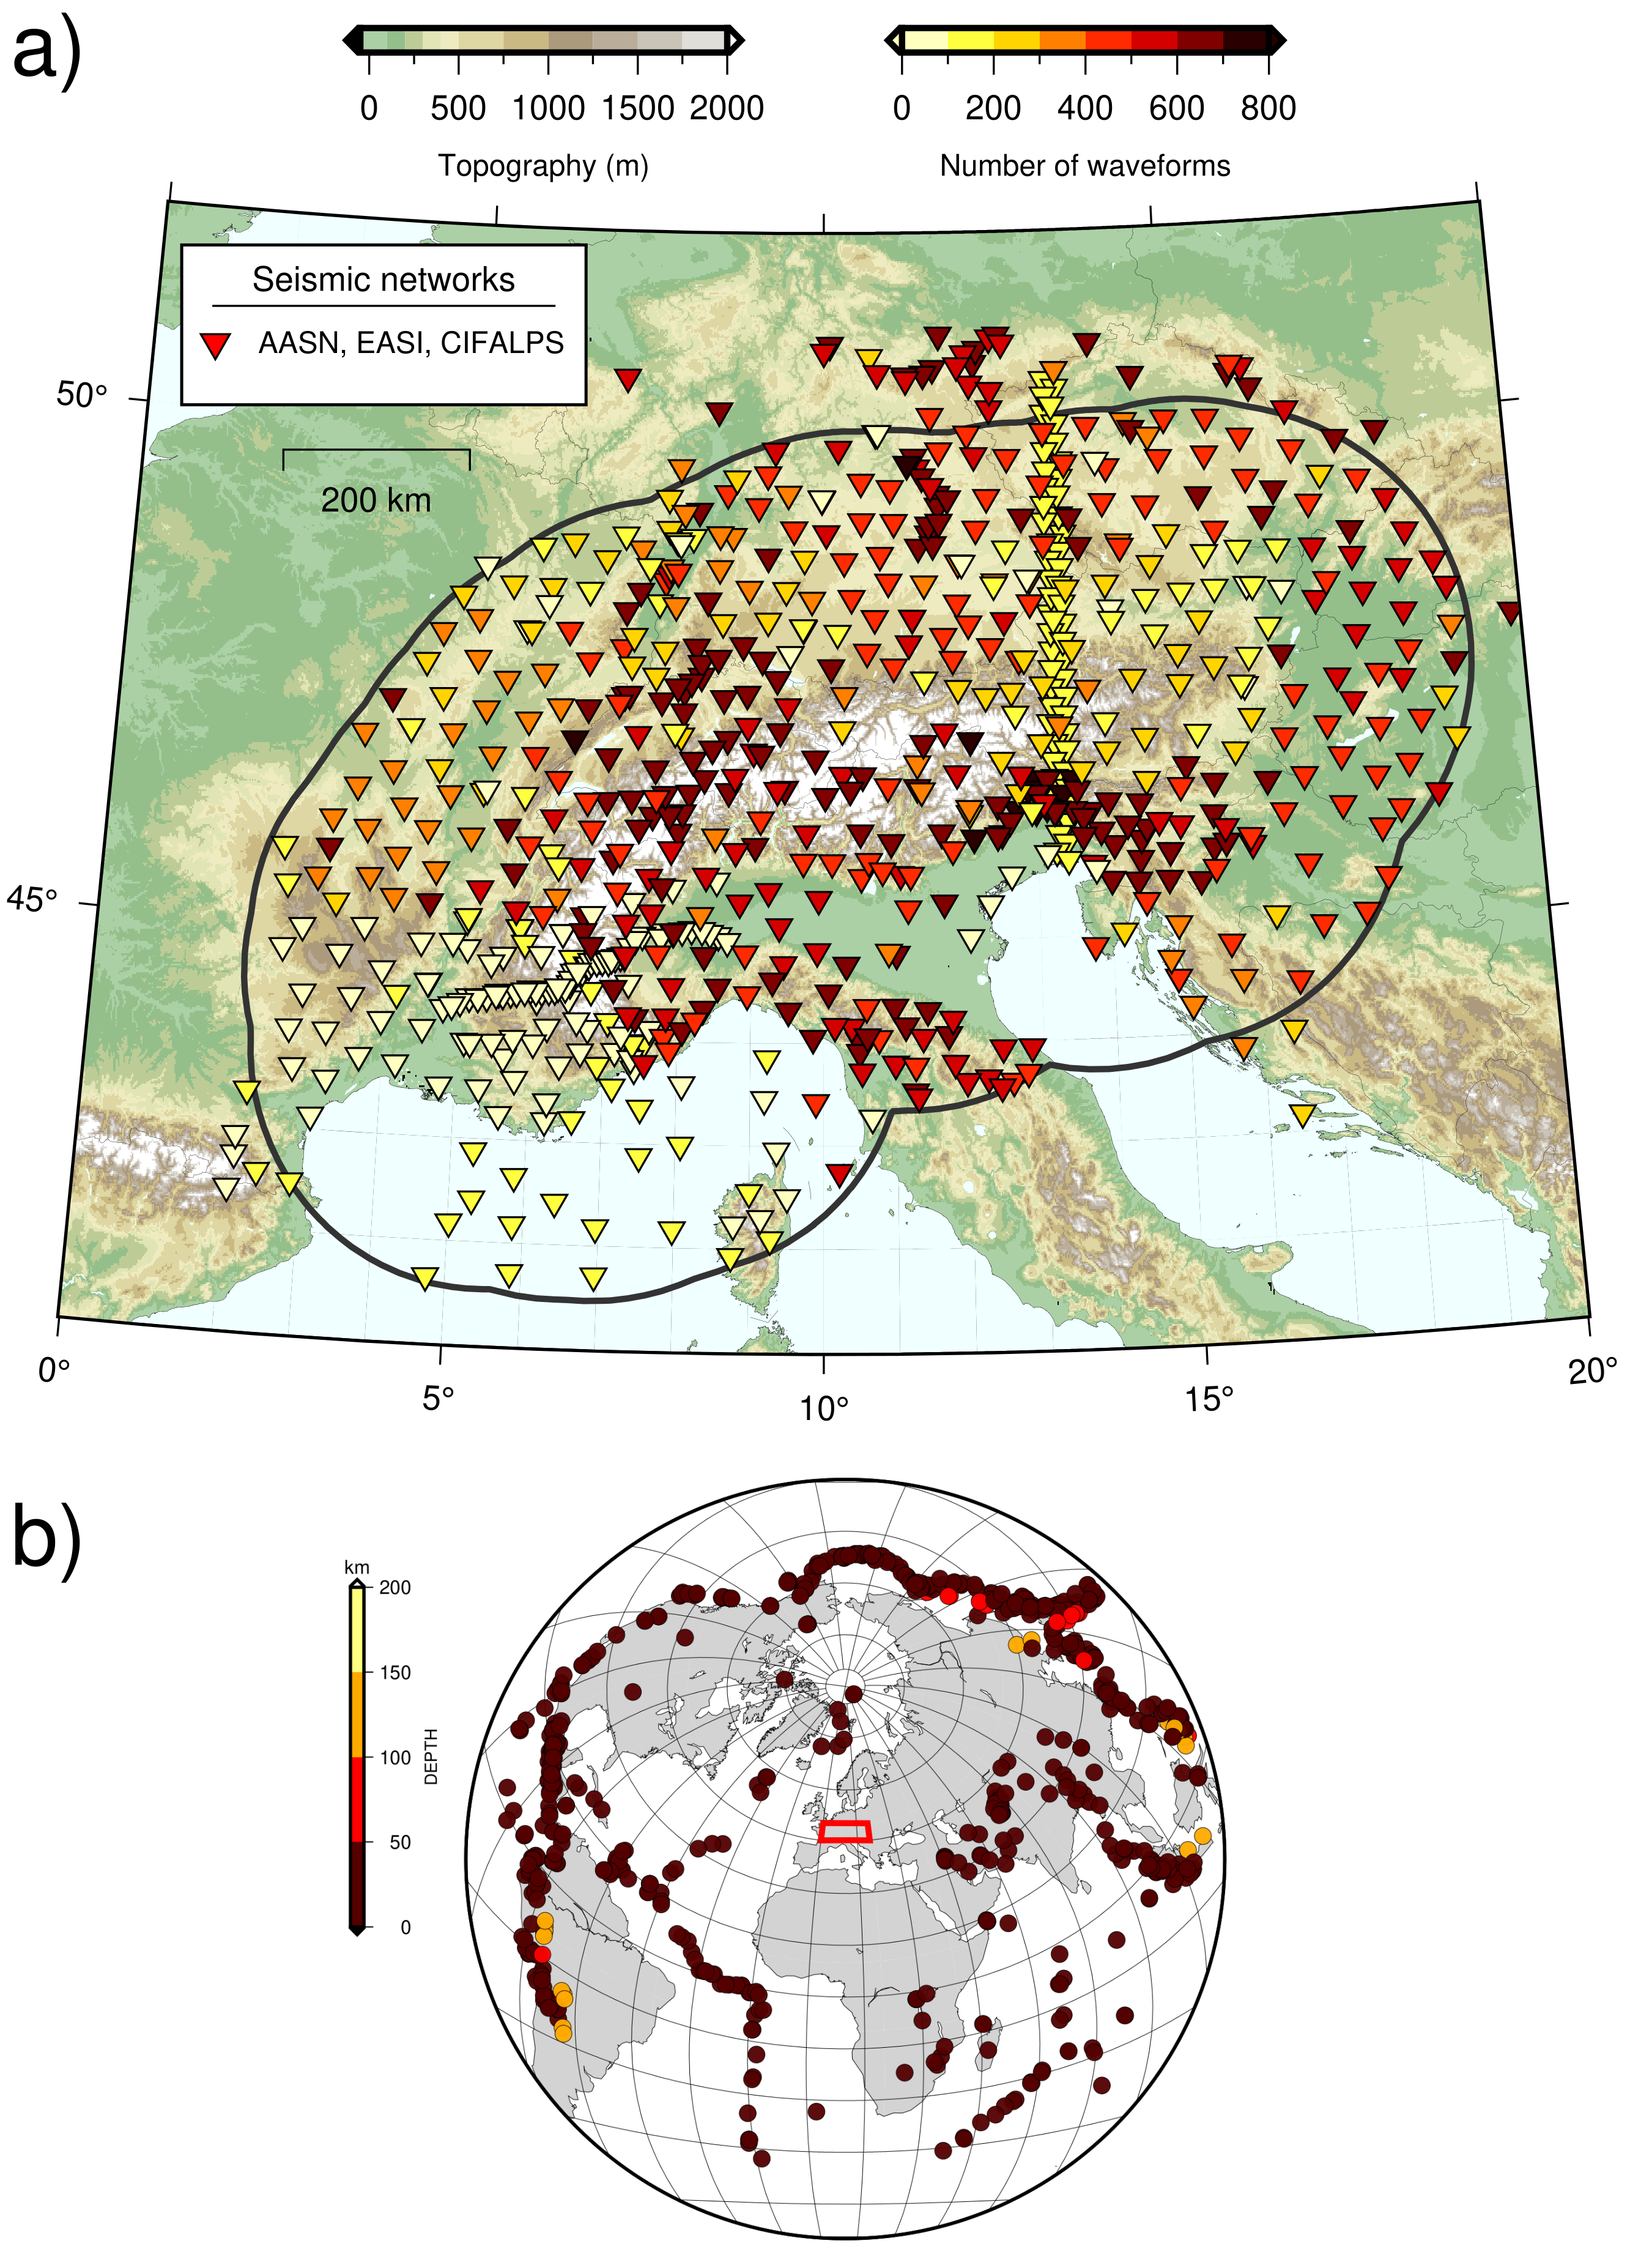 a)
0 500 1000 1500 2000
Topography (m)
0 200 400 600 800
Number of waveforms
Seismic networks
AASN, EASI, CIFALPS
50°
200 km
45°
0°
5°
10°
15°
20°
b)
km
200
150
100
50
0
DEPTH